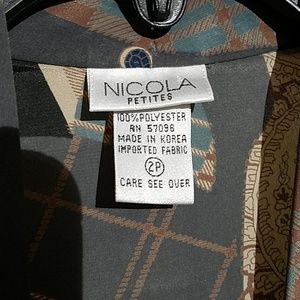 NICOLA
PETITES
100% POLYESTER
RN 57096
MADE IN KOREA
IMPORTED FABRIC
2P
CARE SEE OVER